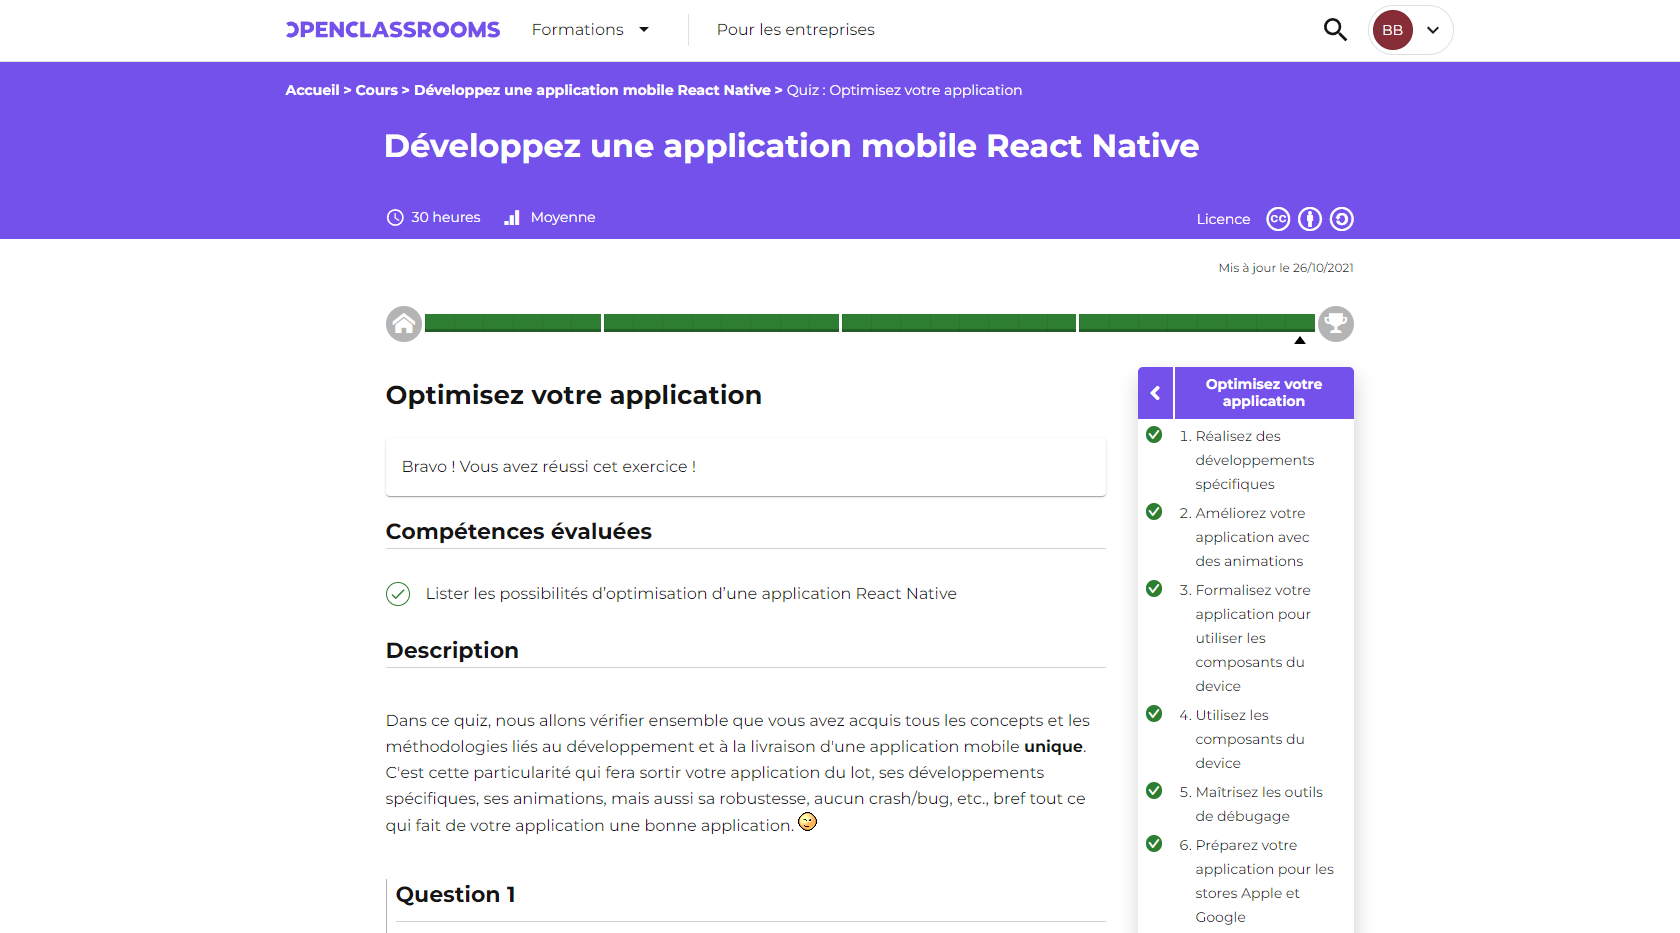 OPENCLASSROOMS Formations Pour les entreprises BB
Accueil > Cours > Développez une application mobile React Native > Quiz : Optimisez votre application
Développez une application mobile React Native
30 heures Moyenne Licence cc
Mis à jour le 26/10/2021
Optimisez votre application
Bravo ! Vous avez réussi cet exercice !
Compétences évaluées
Lister les possibilités d’optimisation d’une application React Native
Description
Dans ce quiz, nous allons vérifier ensemble que vous avez acquis tous les concepts et les
méthodologies liés au développement et à la livraison d'une application mobile unique.
C'est cette particularité qui fera sortir votre application du lot, ses développements
spécifiques, ses animations, mais aussi sa robustesse, aucun crash/bug, etc., bref tout ce
qui fait de votre application une bonne application.
Question 1
Optimisez votre
application
1. Réalisez des
développements
spécifiques
2. Améliorez votre
application avec
des animations
3. Formalisez votre
application pour
utiliser les
composants du
device
4. Utilisez les
composants du
device
5. Maîtrisez les outils
de débugage
6. Préparez votre
application pour les
stores Apple et
Google